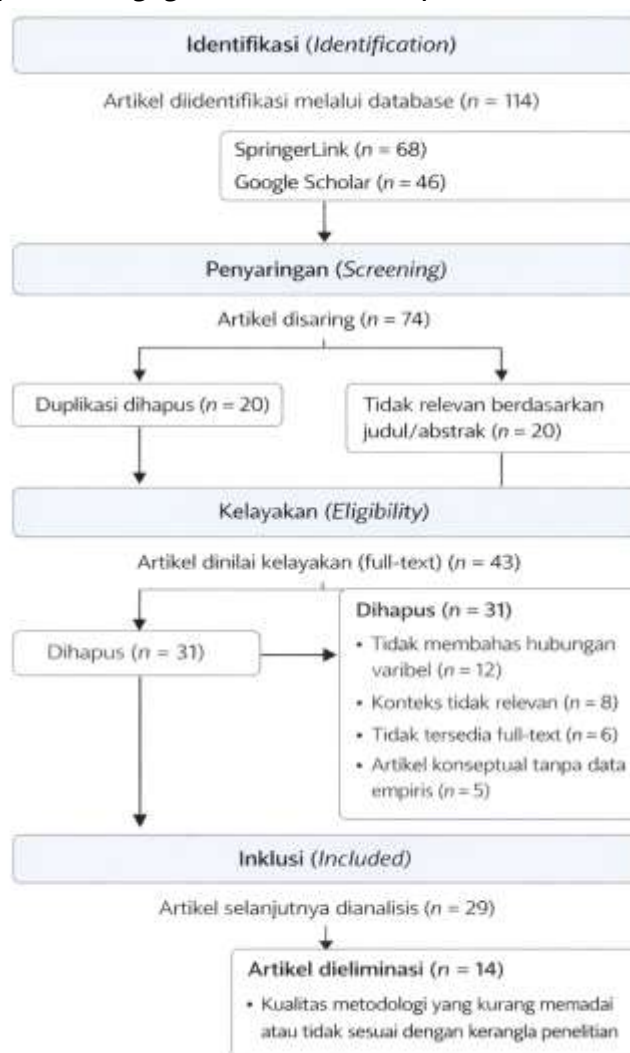 Identifikasi (Identification)
Artikel diidentifikasi melalui database (n = 114)
SpringerLink (n = 68)
Google Scholar (n = 46)
Penyaringan (Screening)
Artikel disaring (n = 74)
Duplikasi dihapus (n = 20)
Tidak relevan berdasarkan
judul/abstrak (n = 20)
Kelayakan (Eligibility)
Artikel dinilai kelayakan (full-text) (n = 43)
Dihapus (n = 31)
Dihapus (n = 31)
• Tidak membahas hubungan
varibel (n = 12)
• Konteks tidak relevan (n = 8)
• Tidak tersedia full-text (n = 6)
• Artikel konseptual tanpa data
empiris (n = 5)
Inklusi (Included)
Artikel selanjutnya dianalisis (n = 29)
Artikel dieliminasi (n = 14)
• Kualitas metodologi yang kurang memadai
atau tidak sesuai dengan kerangla penelitian